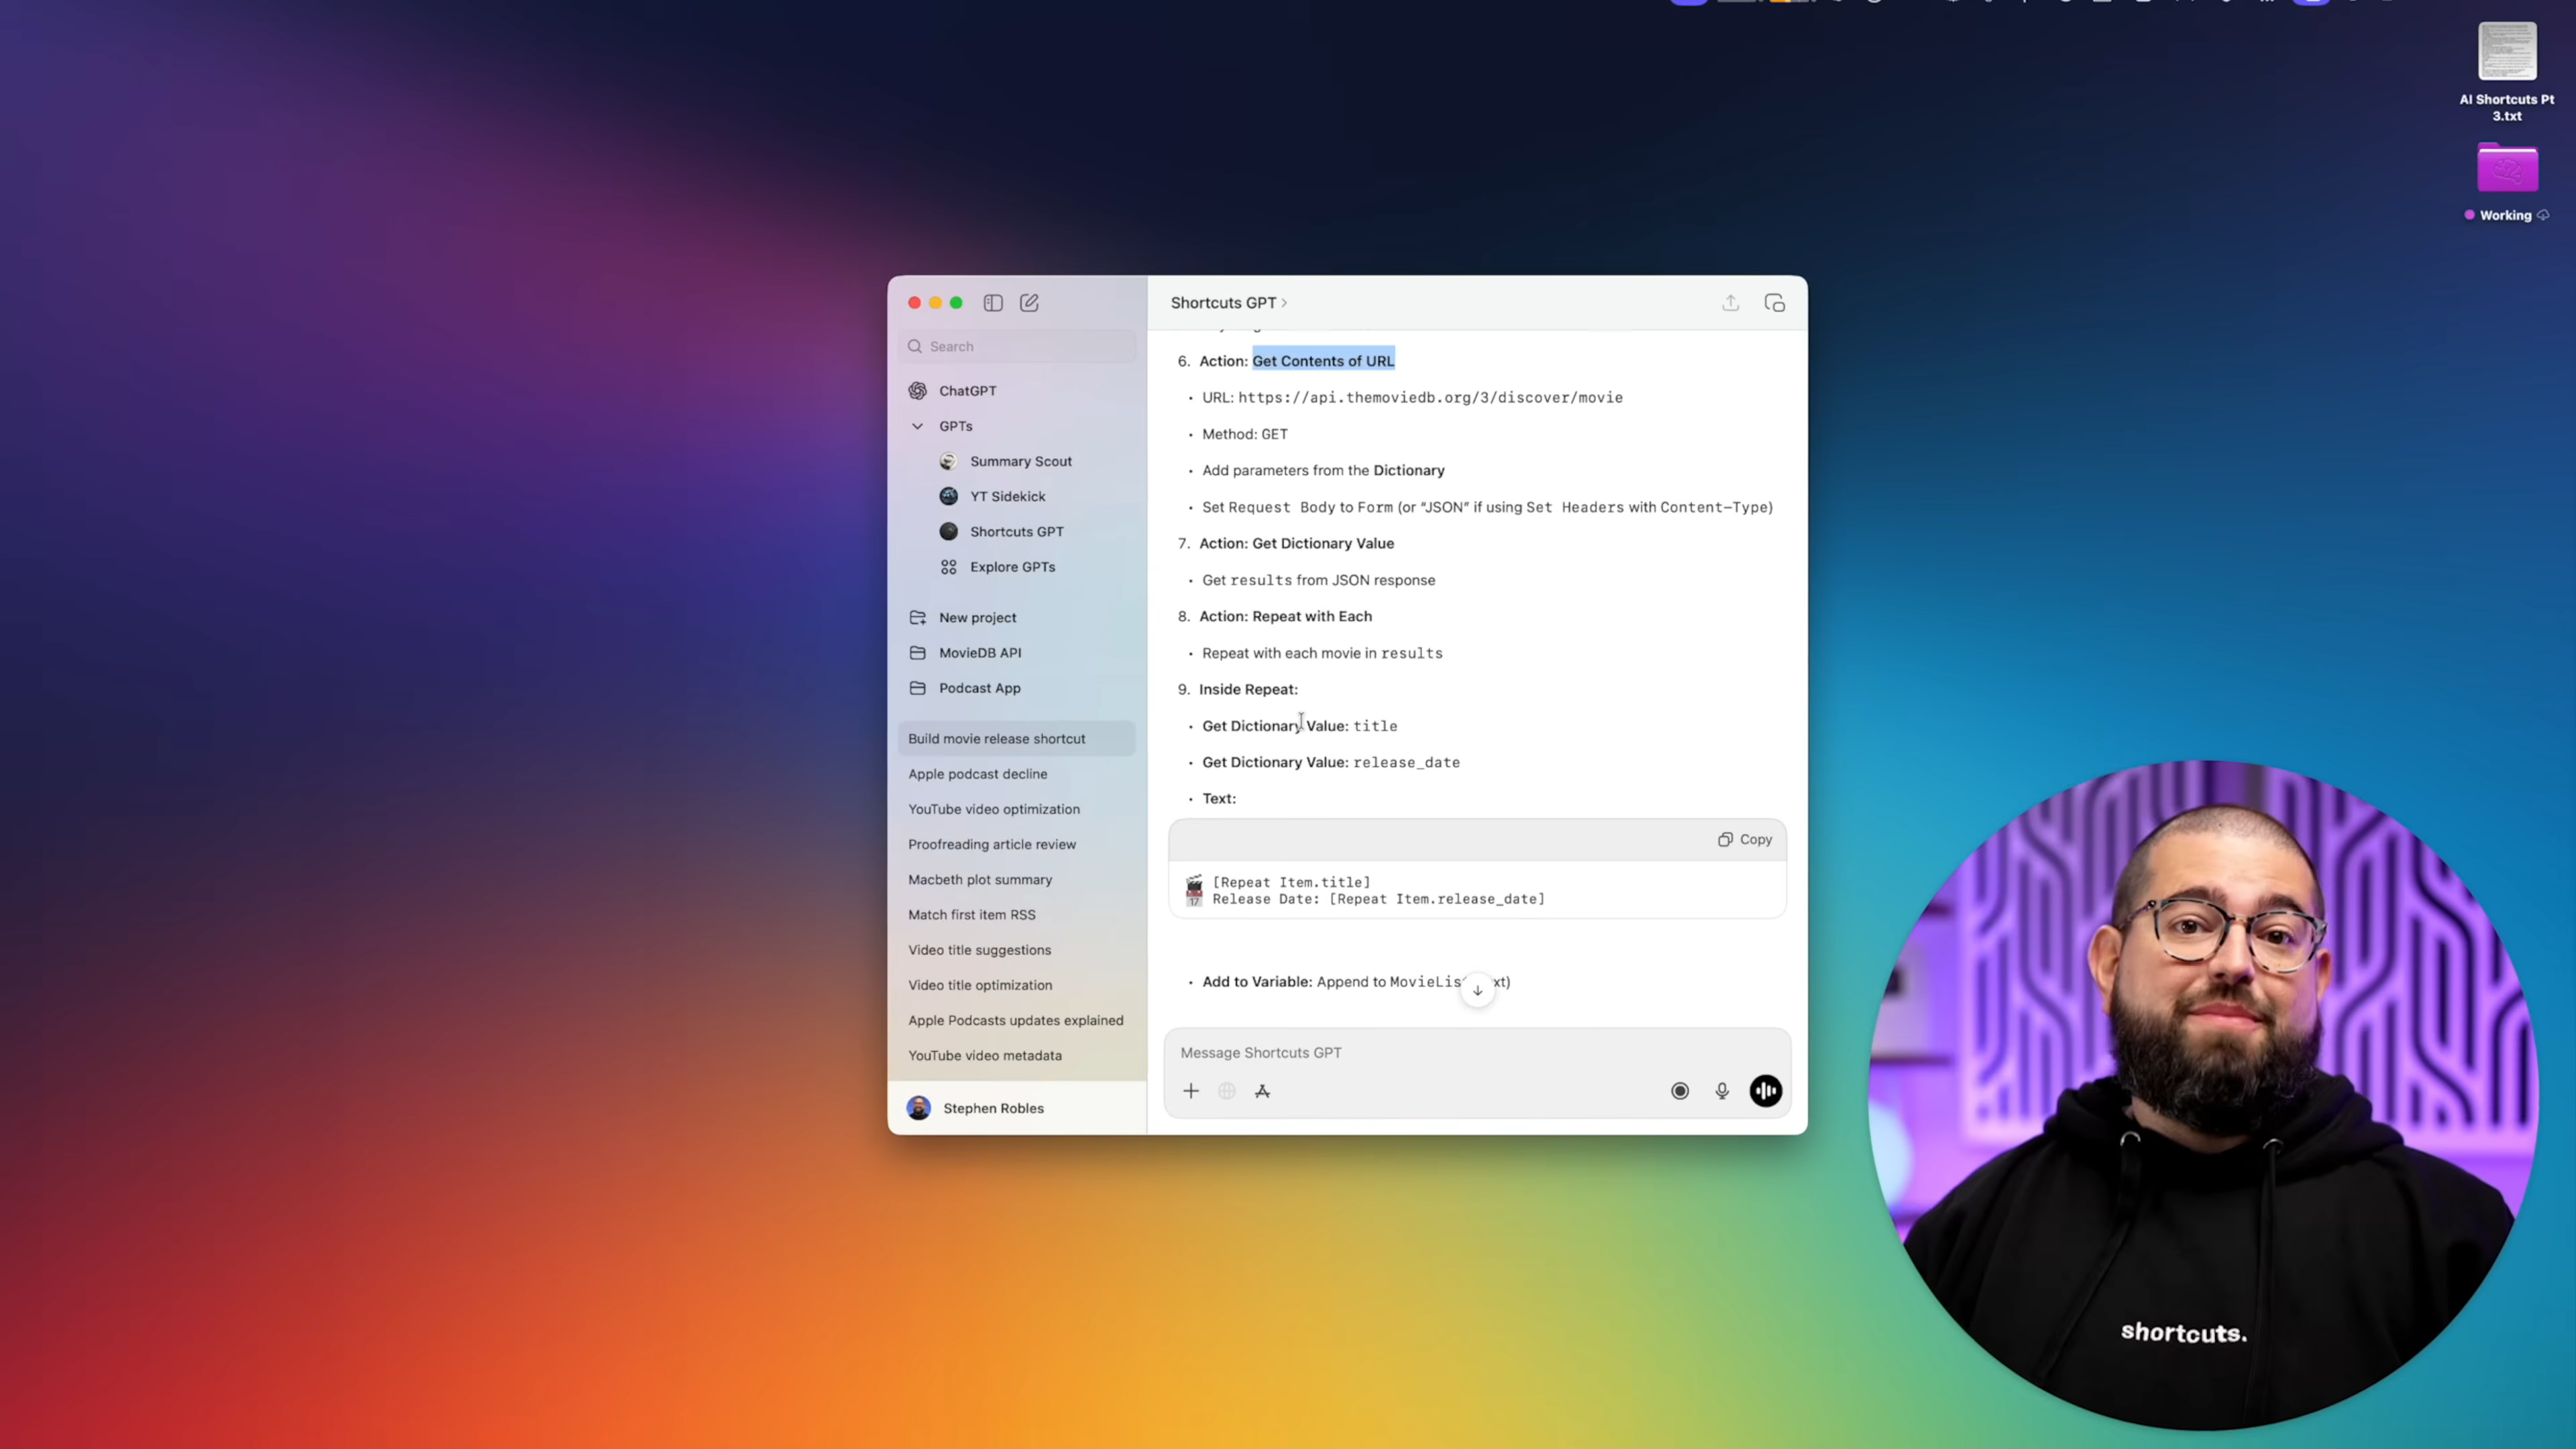 AI Shortcuts Pt
3.txt
Working
Shortcuts GPT
Search
ChatGPT
GPTs
Summary Scout
YT Sidekick
Shortcuts GPT
Explore GPTs
New project
MovieDB API
Podcast App
Build movie release shortcut
Apple podcast decline
YouTube video optimization
Proofreading article review
Macbeth plot summary
Match first item RSS
Video title suggestions
Video title optimization
Apple Podcasts updates explained
YouTube video metadata
Stephen Robles
6. Action: Get Contents of URL
• URL: https://api.themoviedb.org/3/discover/movie
• Method: GET
• Add parameters from the Dictionary
• Set Request Body to Form (or “JSON” if using Set Headers with Content-Type)
7. Action: Get Dictionary Value
• Get results from JSON response
8. Action: Repeat with Each
• Repeat with each movie in results
9. Inside Repeat:
• Get Dictionary Value: title
• Get Dictionary Value: release_date
• Text:
Copy
🎬 [Repeat Item.title]
📅 Release Date: [Repeat Item.release_date]
• Add to Variable: Append to
Message Shortcuts GPT
shortcuts.